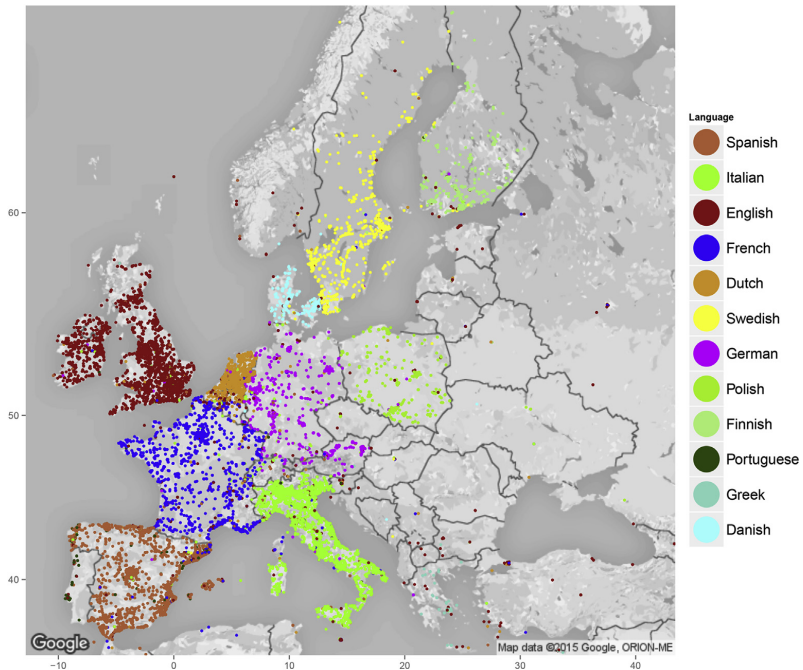 Language
Spanish
Italian
English
French
Dutch
Swedish
German
Polish
Finnish
Portuguese
Greek
Danish
60
50
40
−10
0
10
20
30
40
Google
Map data ©2015 Google, ORION-ME